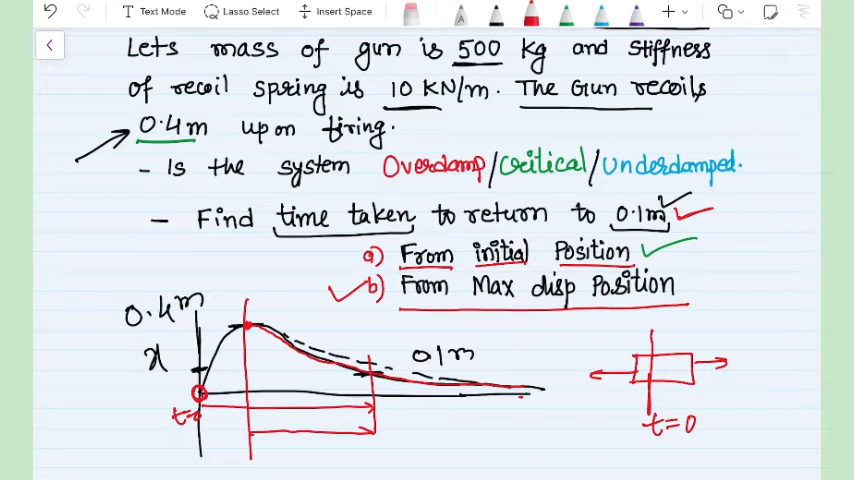 Text Mode Lasso Select Insert Space
Lets mass of gun is 500 kg and stiffness
of recoil spring is 10 KN/m. The Gun recoils
0.4m upon firing.
- Is the system Overdamp/Critical/Underdamped.
- Find time taken to return to 0.1m
a) From initial Position
b) From Max disp Position
0.4m
x
0.1m
t=0
t=0